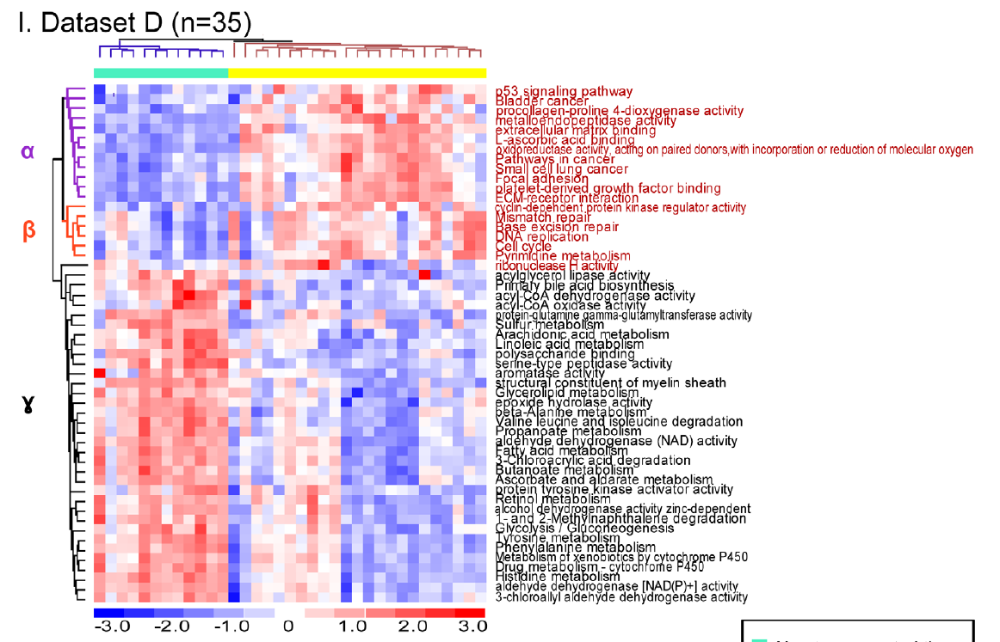 I. Dataset D (n=35)
α
β
Ɣ
p53 signaling pathway
Bladder cancer
procollagen-proline 4-dioxygenase activity
metalloendopeptidase activity
extracellular matrix binding
L-ascorbic acid binding
oxidoreductase activity, acting on paired donors,with incorporation or reduction of molecular oxygen
Pathways in cancer
Small cell lung cancer
Focal adhesion
platelet-derived growth factor binding
ECM-receptor interaction
cyclin-dependent protein kinase regulator activity
Mismatch repair
Base excision repair
DNA replication
Cell cycle
Pyrimidine metabolism
ribonuclease H activity
acylglycerol lipase activity
Primary bile acid biosynthesis
acyl-CoA dehydrogenase activity
acyl-CoA oxidase activity
protein-glutamine gamma-glutamyltransferase activity
Sulfur metabolism
Arachidonic acid metabolism
Linoleic acid metabolism
polysaccharide binding
serine-type peptidase activity
aromatase activity
structural constituent of myelin sheath
Glycerolipid metabolism
epoxide hydrolase activity
beta-Alanine metabolism
Valine leucine and isoleucine degradation
Propanoate metabolism
aldehyde dehydrogenase (NAD) activity
Fatty acid metabolism
3-Chloroacrylic acid degradation
Butanoate metabolism
Ascorbate and aldarate metabolism
protein tyrosine kinase activator activity
Retinol metabolism
alcohol dehydrogenase activity zinc-dependent
1- and 2-Methylnaphthalene degradation
Glycolysis / Gluconeogenesis
Tyrosine metabolism
Phenylalanine metabolism
Metabolism of xenobiotics by cytochrome P450
Drug metabolism - cytochrome P450
Histidine metabolism
aldehyde dehydrogenase [NAD(P)+] activity
3-chloroallyl aldehyde dehydrogenase activity
-3.0 -2.0 -1.0 0 1.0 2.0 3.0